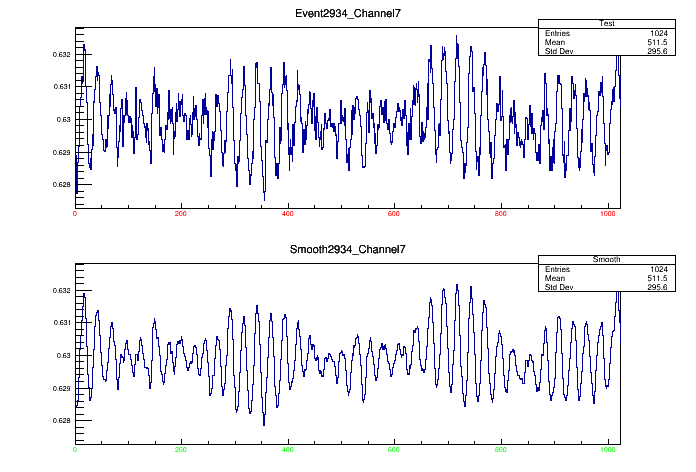 Event2934_Channel7
Test
Entries 1024
Mean 511.5
Std Dev 295.6
0.632
0.631
0.63
0.629
0.628
0 200 400 600 800 1000
Smooth2934_Channel7
Smooth
Entries 1024
Mean 511.5
Std Dev 295.6
0.632
0.631
0.63
0.629
0.628
0 200 400 600 800 1000